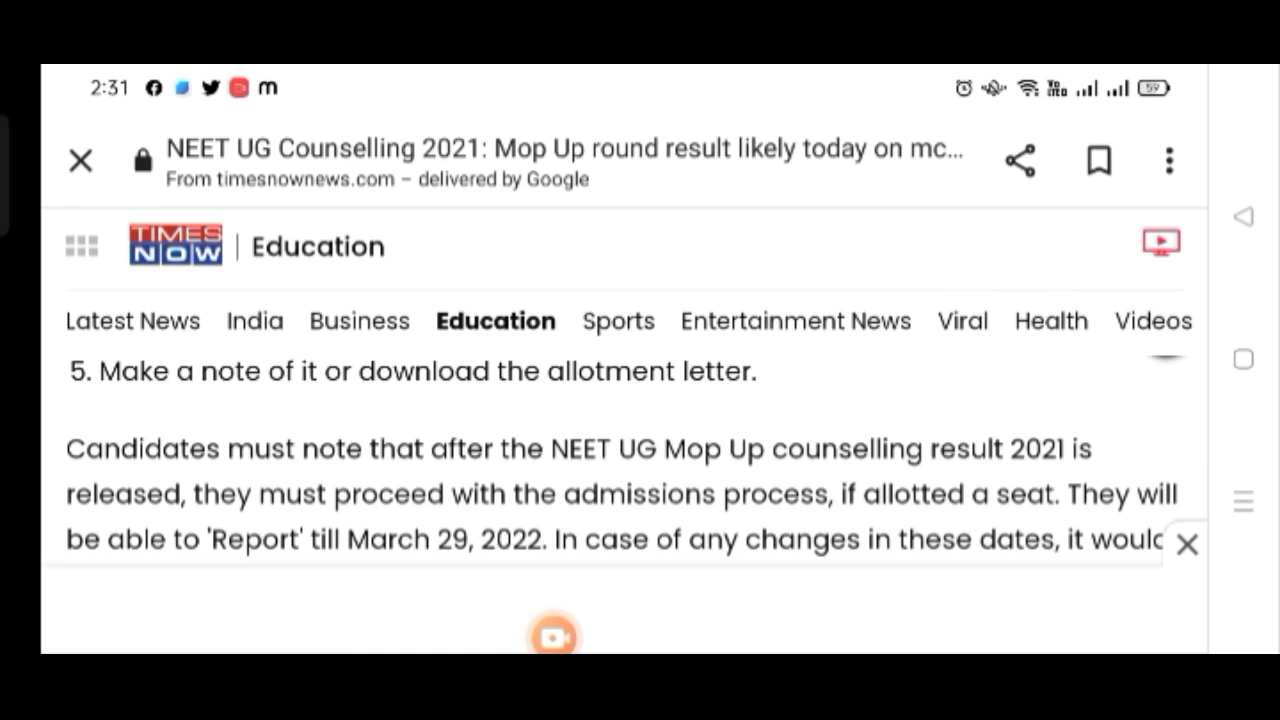 2:31
NEET UG Counselling 2021: Mop Up round result likely today on mc...
From timesnownews.com – delivered by Google
TIMES NOW | Education
Latest News India Business Education Sports Entertainment News Viral Health Videos
5. Make a note of it or download the allotment letter.
Candidates must note that after the NEET UG Mop Up counselling result 2021 is
released, they must proceed with the admissions process, if allotted a seat. They will
be able to 'Report' till March 29, 2022. In case of any changes in these dates, it would